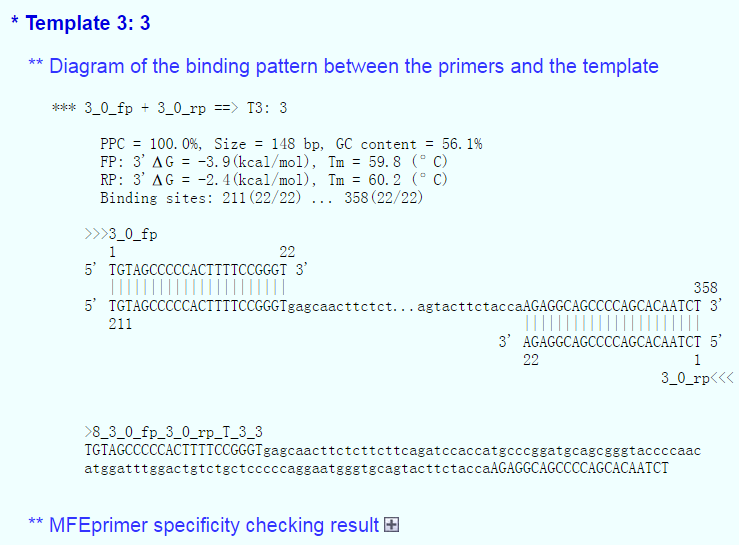 * Template 3: 3
** Diagram of the binding pattern between the primers and the template
*** 3_0_fp + 3_0_rp ==> T3: 3
PPC = 100.0%, Size = 148 bp, GC content = 56.1%
FP: 3' ΔG = -3.9(kcal/mol), Tm = 59.8 (°C)
RP: 3' ΔG = -2.4(kcal/mol), Tm = 60.2 (°C)
Binding sites: 211(22/22) ... 358(22/22)
>>>3_0_fp
1 22
5' TGTAGCCCCCACTTTTCCGGGT 3'
||||||||||||||||||||||
358
5' TGTAGCCCCCACTTTTCCGGGTgagcaacttctct...agtacttctaccaAGAGGCAGCCCCAGCACAATCT 3'
211 ||||||||||||||||||||||
3' AGAGGCAGCCCCAGCACAATCT 5'
22 1
3_0_rp<<<
>8_3_0_fp_3_0_rp_T_3_3
TGTAGCCCCCACTTTTCCGGGTgagcaacttctcttcttcagatccaccatgcccggatgcagcgggtaccccaac
atggatttggactgtctgctcccccaggaatgggtgcagtacttctaccaAGAGGCAGCCCCAGCACAATCT
** MFEprimer specificity checking result